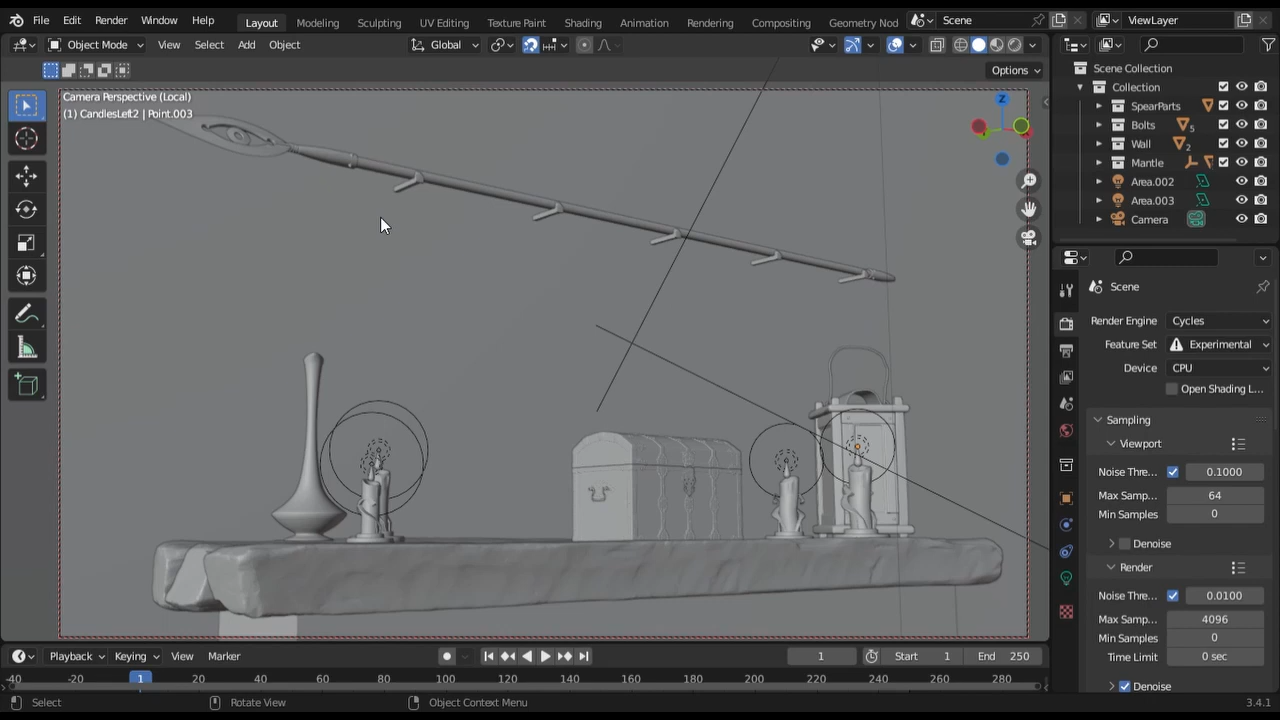 File Edit Render Window Help Layout Modeling Sculpting UV Editing Texture Paint Shading Animation Rendering Compositing Geometry Nod Scene ViewLayer
Object Mode View Select Add Object Global
Options
Camera Perspective (Local)
(1) CandlesLeft2 | Point.003
Z
Scene Collection
Collection
SpearParts
Bolts 5
Wall 2
Mantle
Area.002
Area.003
Camera
Scene
Render Engine Cycles
Feature Set Experimental
Device CPU
Open Shading L...
Sampling
Viewport
Noise Thre... 0.1000
Max Samp... 64
Min Samples 0
Denoise
Render
Noise Thre... 0.0100
Max Samp... 4096
Min Samples 0
Time Limit 0 sec
Denoise
Playback Keying View Marker 1 Start 1 End 250
-40 -20 1 20 40 60 80 100 120 140 160 180 200 220 240 260 280
Select Rotate View Object Context Menu 3.4.1